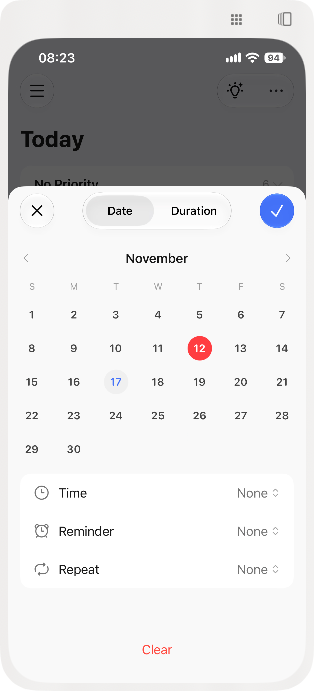 08:23
94
Today
No Priority
6
Date
Duration
November
S M T W T F S
1 2 3 4 5 6 7
8 9 10 11 12 13 14
15 16 17 18 19 20 21
22 23 24 25 26 27 28
29 30
Time None
Reminder None
Repeat None
Clear